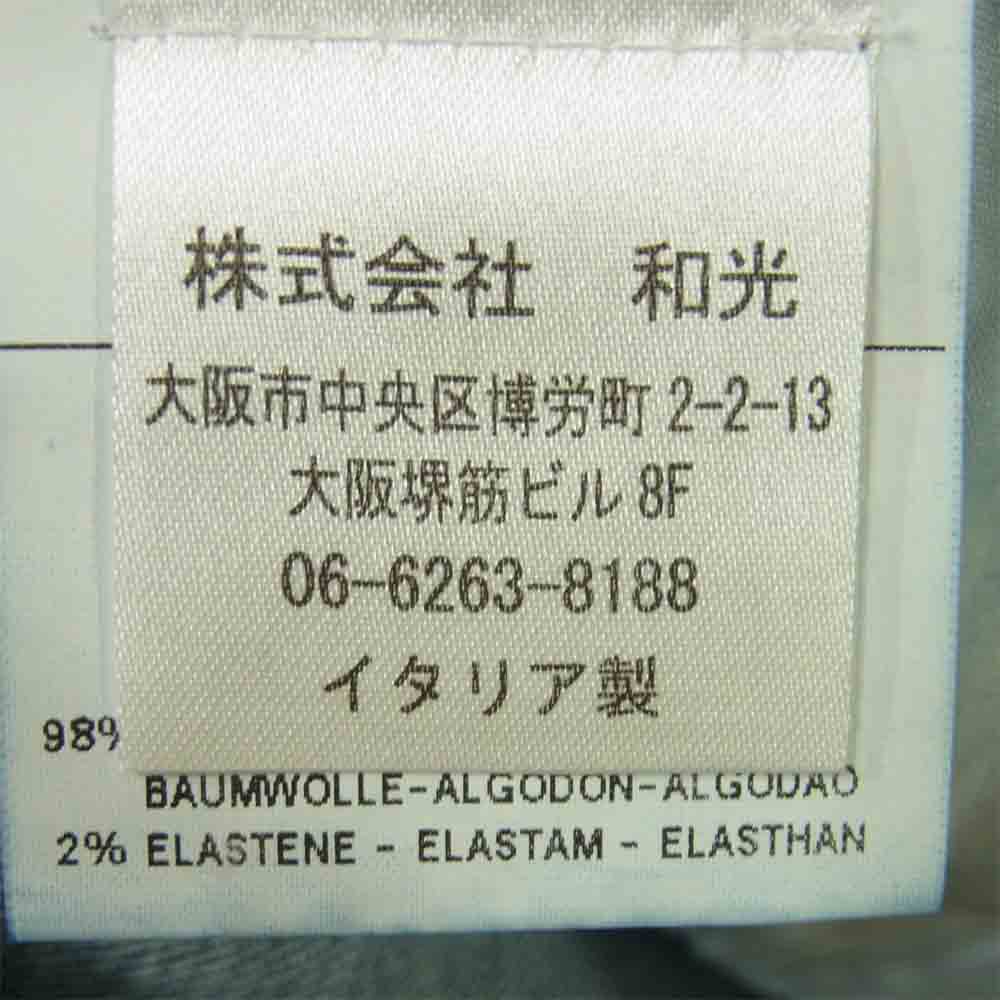 株式会社 和光
大阪市中央区博労町2-2-13
大阪堺筋ビル8F
06-6263-8188
イタリア製
98%
BAUMWOLLE-ALGODON-ALGODAO
2% ELASTENE - ELASTAM - ELASTHAN